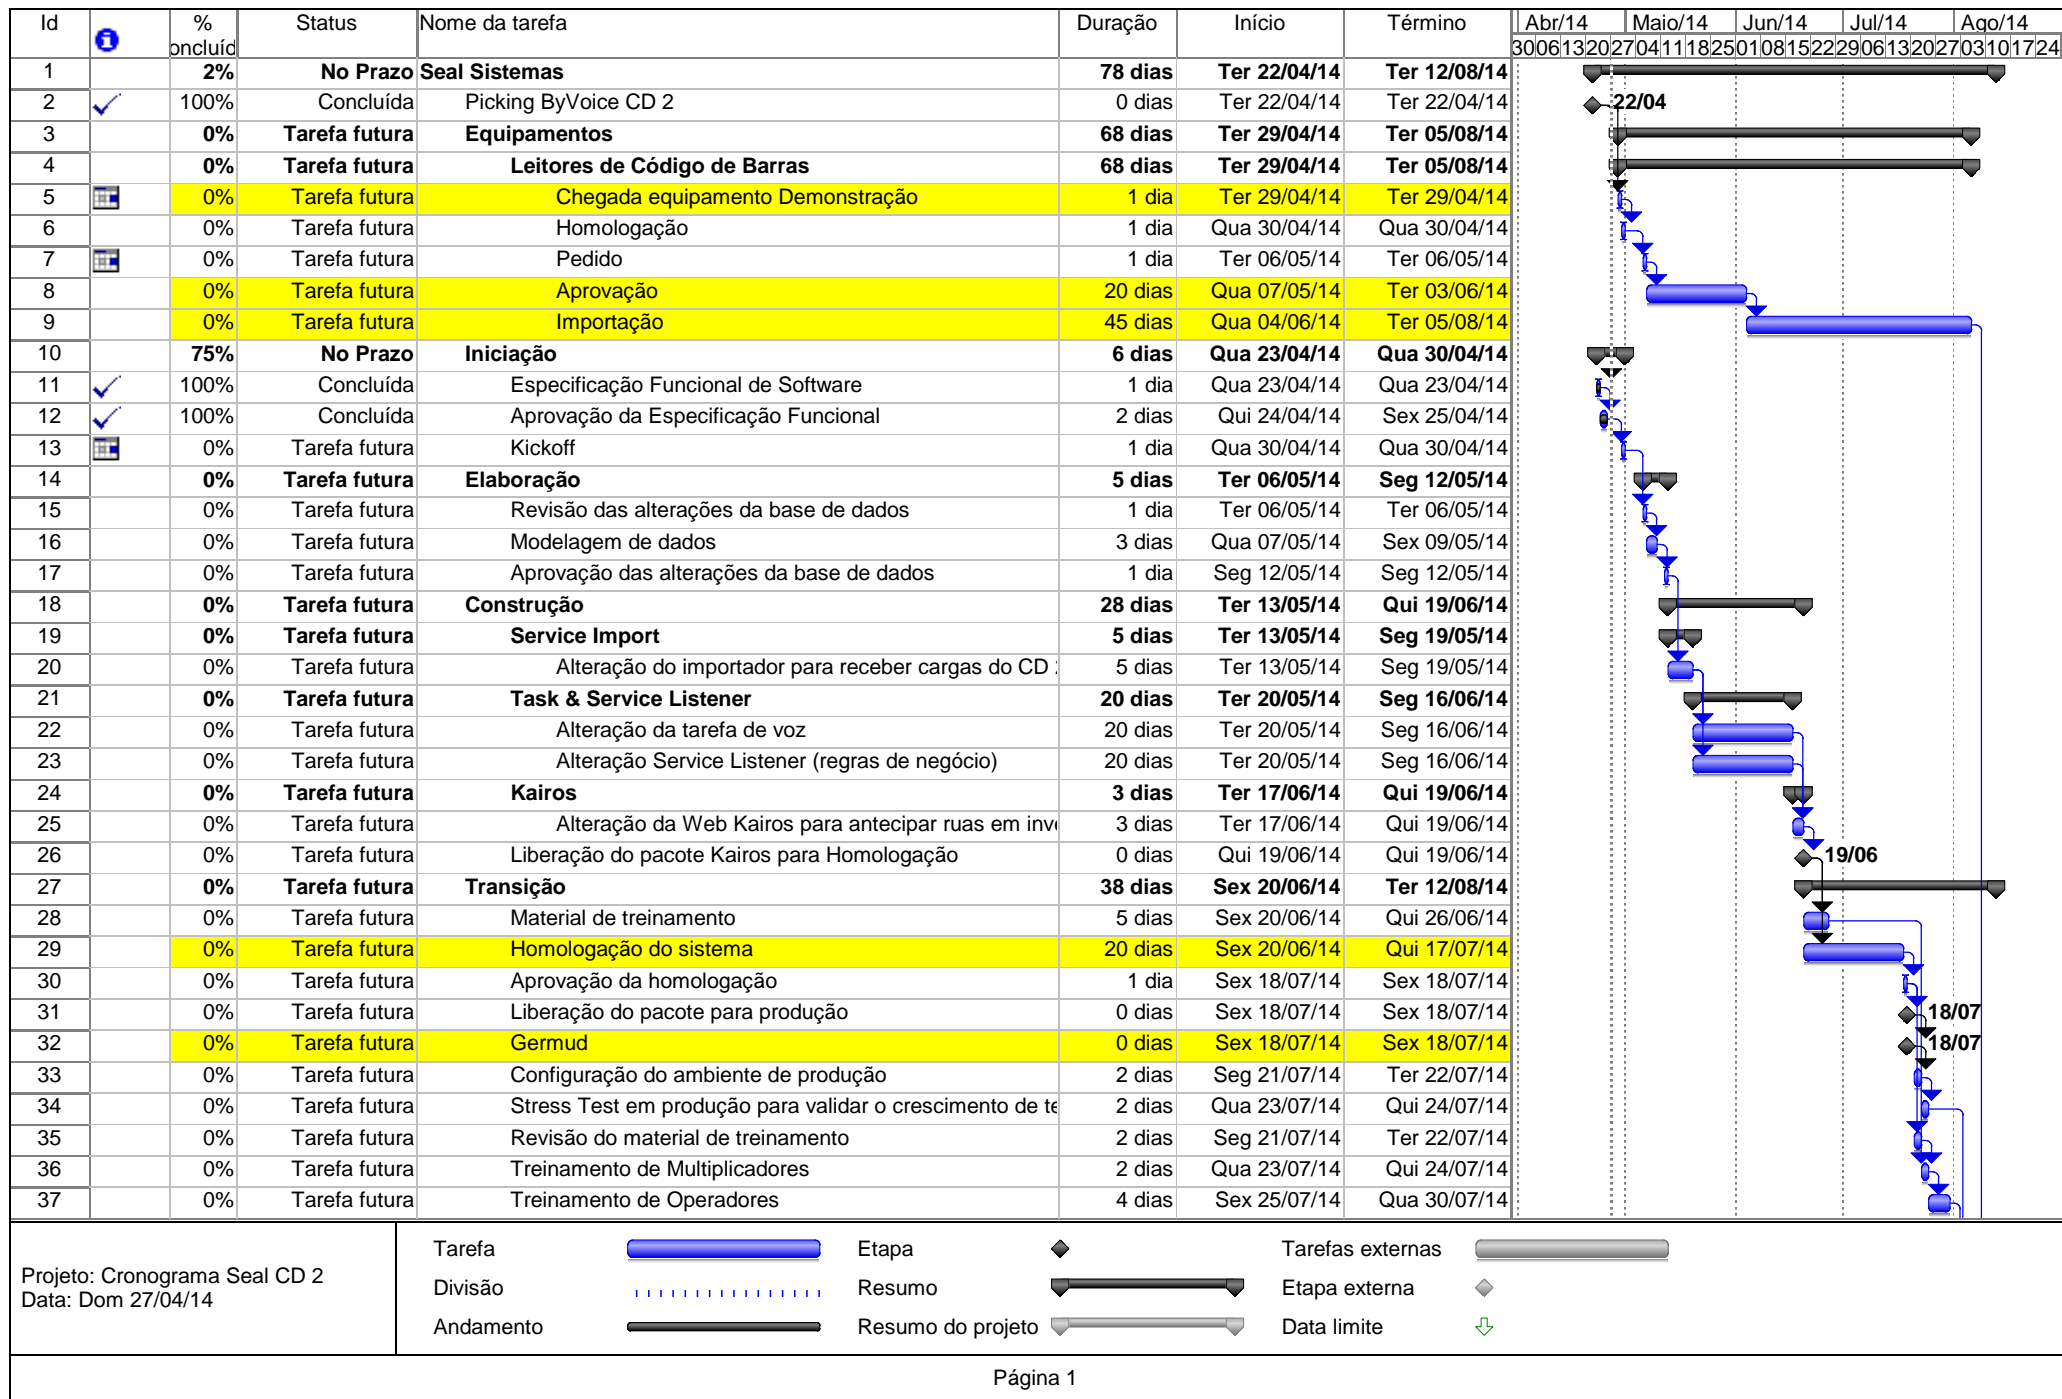 Id % Status Nome da tarefa Duração Início Término Abr/14 Maio/14 Jun/14 Jul/14 Ago/14
oncluíd 30 06 13 20 27 04 11 18 25 01 08 15 22 29 06 13 20 27 03 10 17 24
1 2% No Prazo Seal Sistemas 78 dias Ter 22/04/14 Ter 12/08/14
2 100% Concluída Picking ByVoice CD 2 0 dias Ter 22/04/14 Ter 22/04/14 22/04
3 0% Tarefa futura Equipamentos 68 dias Ter 29/04/14 Ter 05/08/14
4 0% Tarefa futura Leitores de Código de Barras 68 dias Ter 29/04/14 Ter 05/08/14
5 0% Tarefa futura Chegada equipamento Demonstração 1 dia Ter 29/04/14 Ter 29/04/14
6 0% Tarefa futura Homologação 1 dia Qua 30/04/14 Qua 30/04/14
7 0% Tarefa futura Pedido 1 dia Ter 06/05/14 Ter 06/05/14
8 0% Tarefa futura Aprovação 20 dias Qua 07/05/14 Ter 03/06/14
9 0% Tarefa futura Importação 45 dias Qua 04/06/14 Ter 05/08/14
10 75% No Prazo Iniciação 6 dias Qua 23/04/14 Qua 30/04/14
11 100% Concluída Especificação Funcional de Software 1 dia Qua 23/04/14 Qua 23/04/14
12 100% Concluída Aprovação da Especificação Funcional 2 dias Qui 24/04/14 Sex 25/04/14
13 0% Tarefa futura Kickoff 1 dia Qua 30/04/14 Qua 30/04/14
14 0% Tarefa futura Elaboração 5 dias Ter 06/05/14 Seg 12/05/14
15 0% Tarefa futura Revisão das alterações da base de dados 1 dia Ter 06/05/14 Ter 06/05/14
16 0% Tarefa futura Modelagem de dados 3 dias Qua 07/05/14 Sex 09/05/14
17 0% Tarefa futura Aprovação das alterações da base de dados 1 dia Seg 12/05/14 Seg 12/05/14
18 0% Tarefa futura Construção 28 dias Ter 13/05/14 Qui 19/06/14
19 0% Tarefa futura Service Import 5 dias Ter 13/05/14 Seg 19/05/14
20 0% Tarefa futura Alteração do importador para receber cargas do CD 2 5 dias Ter 13/05/14 Seg 19/05/14
21 0% Tarefa futura Task & Service Listener 20 dias Ter 20/05/14 Seg 16/06/14
22 0% Tarefa futura Alteração da tarefa de voz 20 dias Ter 20/05/14 Seg 16/06/14
23 0% Tarefa futura Alteração Service Listener (regras de negócio) 20 dias Ter 20/05/14 Seg 16/06/14
24 0% Tarefa futura Kairos 3 dias Ter 17/06/14 Qui 19/06/14
25 0% Tarefa futura Alteração da Web Kairos para antecipar ruas em inv 3 dias Ter 17/06/14 Qui 19/06/14
26 0% Tarefa futura Liberação do pacote Kairos para Homologação 0 dias Qui 19/06/14 Qui 19/06/14 19/06
27 0% Tarefa futura Transição 38 dias Sex 20/06/14 Ter 12/08/14
28 0% Tarefa futura Material de treinamento 5 dias Sex 20/06/14 Qui 26/06/14
29 0% Tarefa futura Homologação do sistema 20 dias Sex 20/06/14 Qui 17/07/14
30 0% Tarefa futura Aprovação da homologação 1 dia Sex 18/07/14 Sex 18/07/14
31 0% Tarefa futura Liberação do pacote para produção 0 dias Sex 18/07/14 Sex 18/07/14 18/07
32 0% Tarefa futura Germud 0 dias Sex 18/07/14 Sex 18/07/14 18/07
33 0% Tarefa futura Configuração do ambiente de produção 2 dias Seg 21/07/14 Ter 22/07/14
34 0% Tarefa futura Stress Test em produção para validar o crescimento de te 2 dias Qua 23/07/14 Qui 24/07/14
35 0% Tarefa futura Revisão do material de treinamento 2 dias Seg 21/07/14 Ter 22/07/14
36 0% Tarefa futura Treinamento de Multiplicadores 2 dias Qua 23/07/14 Qui 24/07/14
37 0% Tarefa futura Treinamento de Operadores 4 dias Sex 25/07/14 Qua 30/07/14
Projeto: Cronograma Seal CD 2
Data: Dom 27/04/14
Tarefa Etapa Tarefas externas
Divisão Resumo Etapa externa
Andamento Resumo do projeto Data limite
Página 1